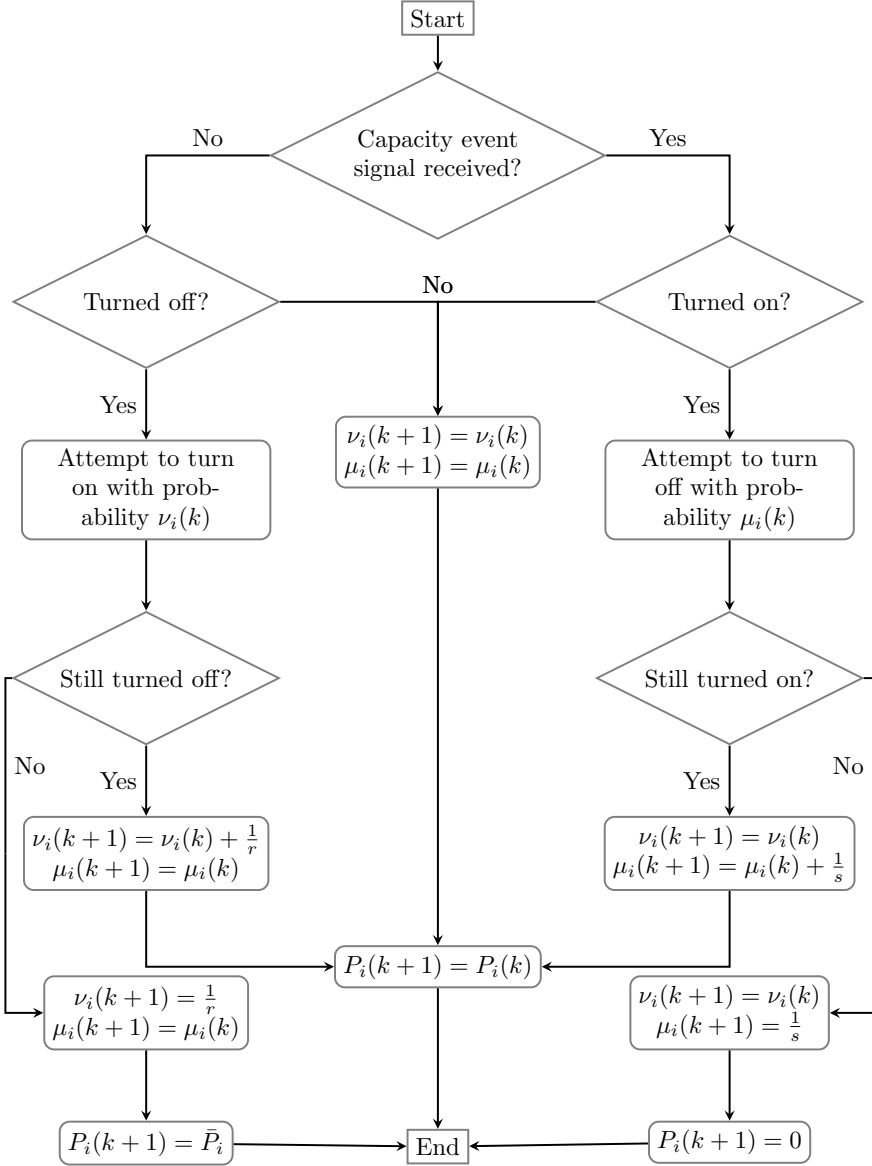 Start
Capacity event
signal received?
No
Yes
Turned off?
No
Turned on?
Yes
Yes
Attempt to turn
on with prob-
ability νᵢ(k)
νᵢ(k + 1) = νᵢ(k)
μᵢ(k + 1) = μᵢ(k)
Attempt to turn
off with prob-
ability μᵢ(k)
Still turned off?
Still turned on?
No
Yes
Yes
No
νᵢ(k + 1) = νᵢ(k) + 1/r
μᵢ(k + 1) = μᵢ(k)
νᵢ(k + 1) = νᵢ(k)
μᵢ(k + 1) = μᵢ(k) + 1/s
Pᵢ(k + 1) = Pᵢ(k)
νᵢ(k + 1) = 1/r
μᵢ(k + 1) = μᵢ(k)
νᵢ(k + 1) = νᵢ(k)
μᵢ(k + 1) = 1/s
Pᵢ(k + 1) = P̄ᵢ
End
Pᵢ(k + 1) = 0